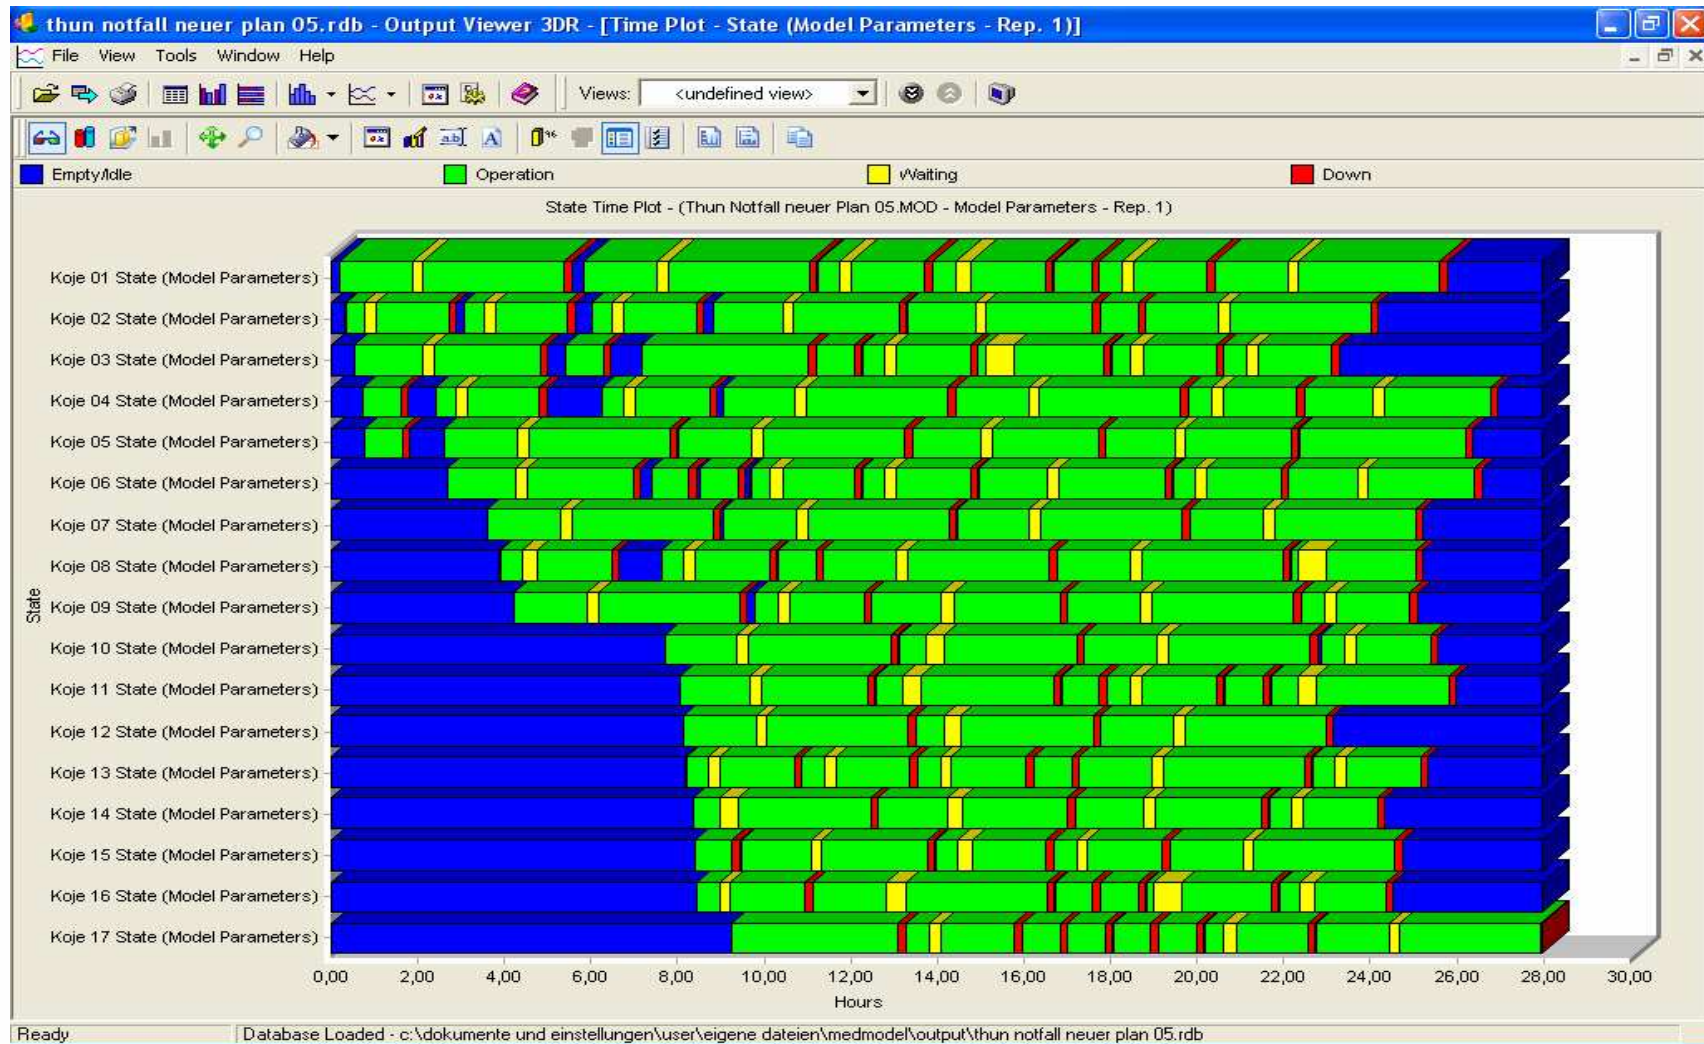 thun notfall neuer plan 05.rdb - Output Viewer 3DR - [Time Plot - State (Model Parameters - Rep. 1)]
File View Tools Window Help
Views: <undefined view>
Empty/Idle Operation Waiting Down
State Time Plot - (Thun Notfall neuer Plan 05.MOD - Model Parameters - Rep. 1)
State
Koje 01 State (Model Parameters)
Koje 02 State (Model Parameters)
Koje 03 State (Model Parameters)
Koje 04 State (Model Parameters)
Koje 05 State (Model Parameters)
Koje 06 State (Model Parameters)
Koje 07 State (Model Parameters)
Koje 08 State (Model Parameters)
Koje 09 State (Model Parameters)
Koje 10 State (Model Parameters)
Koje 11 State (Model Parameters)
Koje 12 State (Model Parameters)
Koje 13 State (Model Parameters)
Koje 14 State (Model Parameters)
Koje 15 State (Model Parameters)
Koje 16 State (Model Parameters)
Koje 17 State (Model Parameters)
0,00 2,00 4,00 6,00 8,00 10,00 12,00 14,00 16,00 18,00 20,00 22,00 24,00 26,00 28,00 30,00
Hours
Ready Database Loaded - c:\dokumente und einstellungen\user\eigene dateien\medmodel\output\thun notfall neuer plan 05.rdb